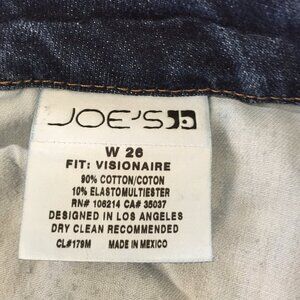 JOE'S
W 26
FIT: VISIONAIRE
90% COTTON/COTON
10% ELASTOMULTIESTER
RN# 106214 CA# 35037
DESIGNED IN LOS ANGELES
DRY CLEAN RECOMMENDED
CL#179M MADE IN MEXICO